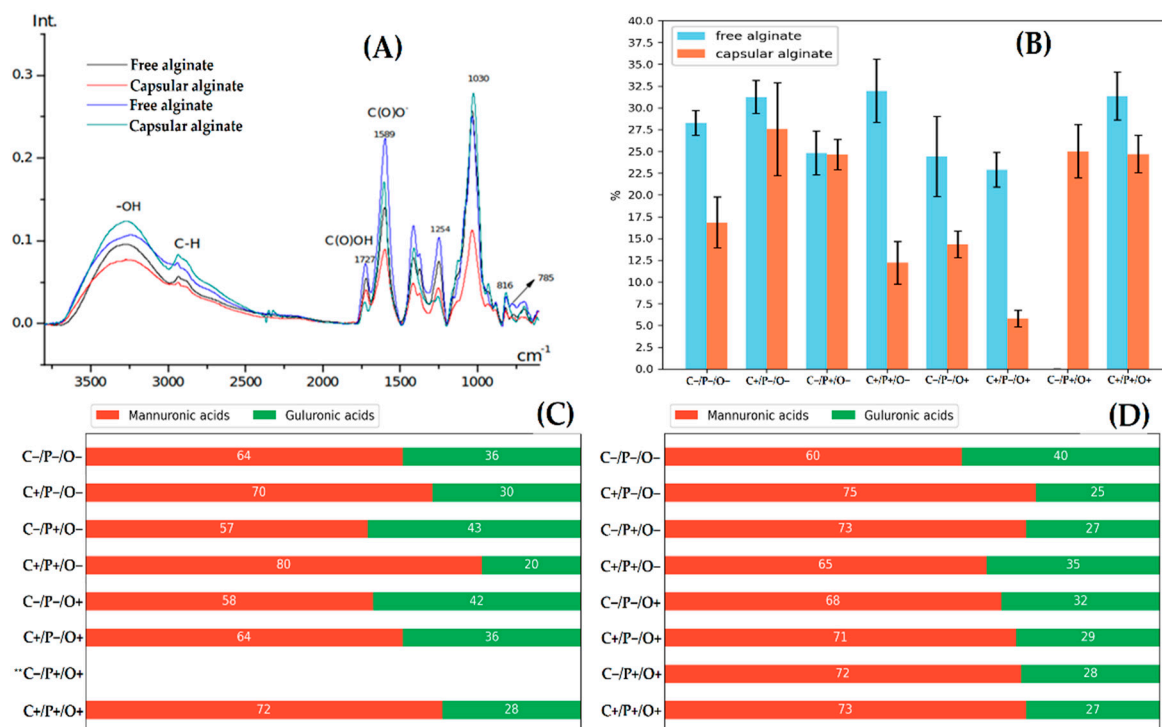 Int.
(A)
Free alginate
Capsular alginate
Free alginate
Capsular alginate
0.3
0.2
0.1
0.0
-OH
C-H
C(O)OH
1727
C(O)O-
1589
1254
1030
816
785
3500
3000
2500
2000
1500
1000
cm-1
(B)
free alginate
capsular alginate
%
40.0
37.5
35.0
32.5
30.0
27.5
25.0
22.5
20.0
17.5
15.0
12.5
10.0
7.5
5.0
2.5
0.0
C−/P−/O− C+/P−/O− C−/P+/O− C+/P+/O− C−/P−/O+ C+/P−/O+ C−/P+/O+ C+/P+/O+
Mannuronic acids Guluronic acids
(C)
C−/P−/O− 64 36
C+/P−/O− 70 30
C−/P+/O− 57 43
C+/P+/O− 80 20
C−/P−/O+ 58 42
C+/P−/O+ 64 36
**C−/P+/O+
C+/P+/O+ 72 28
Mannuronic acids Guluronic acids
(D)
C−/P−/O− 60 40
C+/P−/O− 75 25
C−/P+/O− 73 27
C+/P+/O− 65 35
C−/P−/O+ 68 32
C+/P−/O+ 71 29
C−/P+/O+ 72 28
C+/P+/O+ 73 27